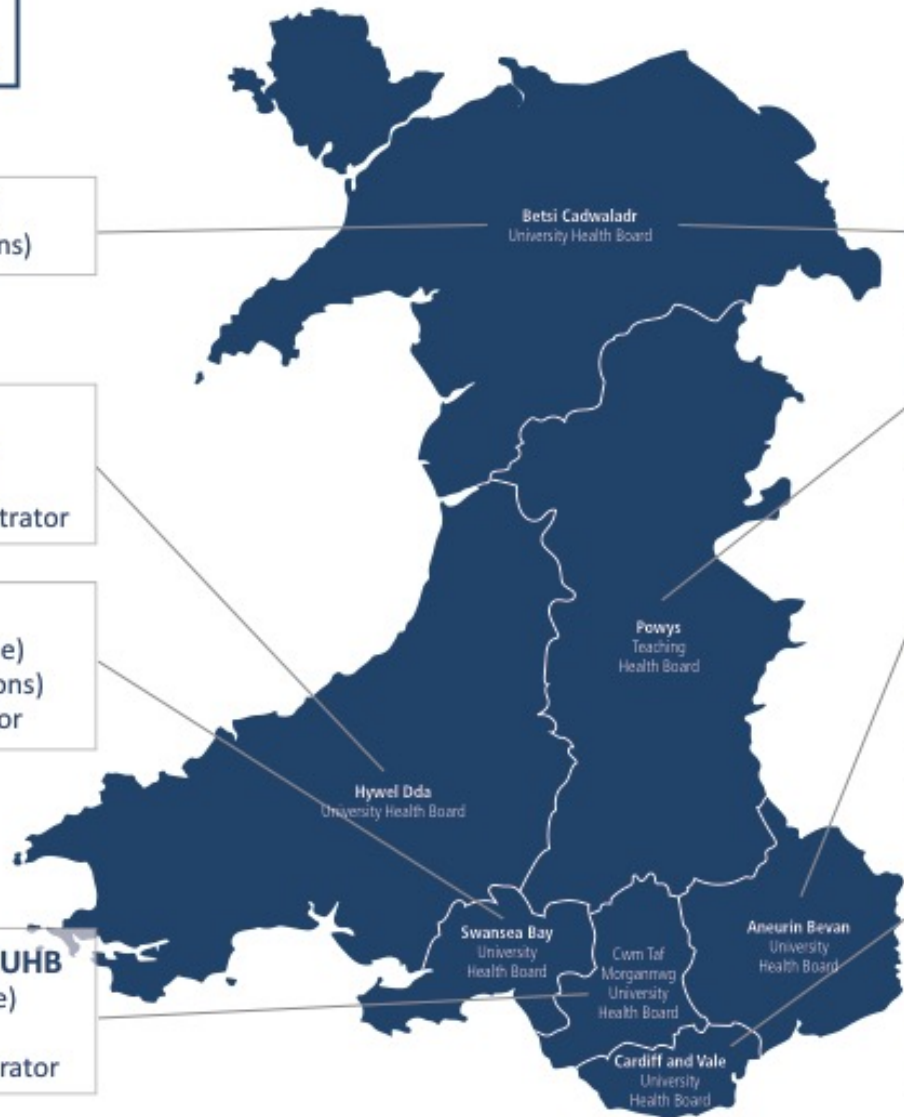 ns)
trator
e)
ons)
or
UHB
e)
rator
Betsi Cadwaladr
University Health Board
Powys
Teaching
Health Board
Hywel Dda
University Health Board
Swansea Bay
University
Health Board
Cwm Taf
Morgannwg
University
Health Board
Aneurin Bevan
University
Health Board
Cardiff and Vale
University
Health Board